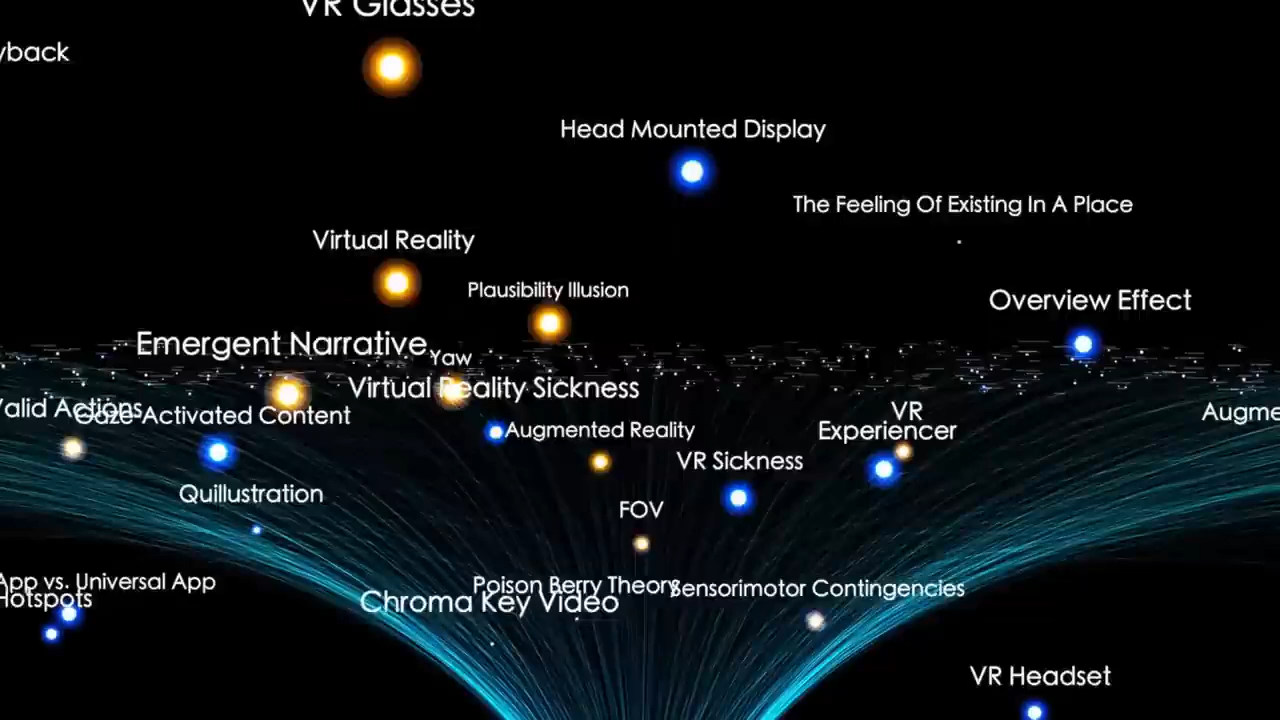 VR Glasses
yback
Head Mounted Display
The Feeling Of Existing In A Place
Virtual Reality
Plausibility Illusion
Overview Effect
Emergent Narrative
Yaw
Virtual Reality Sickness
Valid Actions
Gaze-Activated Content
VR
Experiencer
Augme
Augmented Reality
VR Sickness
Quillustration
FOV
App vs. Universal App
Hotspots
Poison Berry Theory
Sensorimotor Contingencies
Chroma Key Video
VR Headset